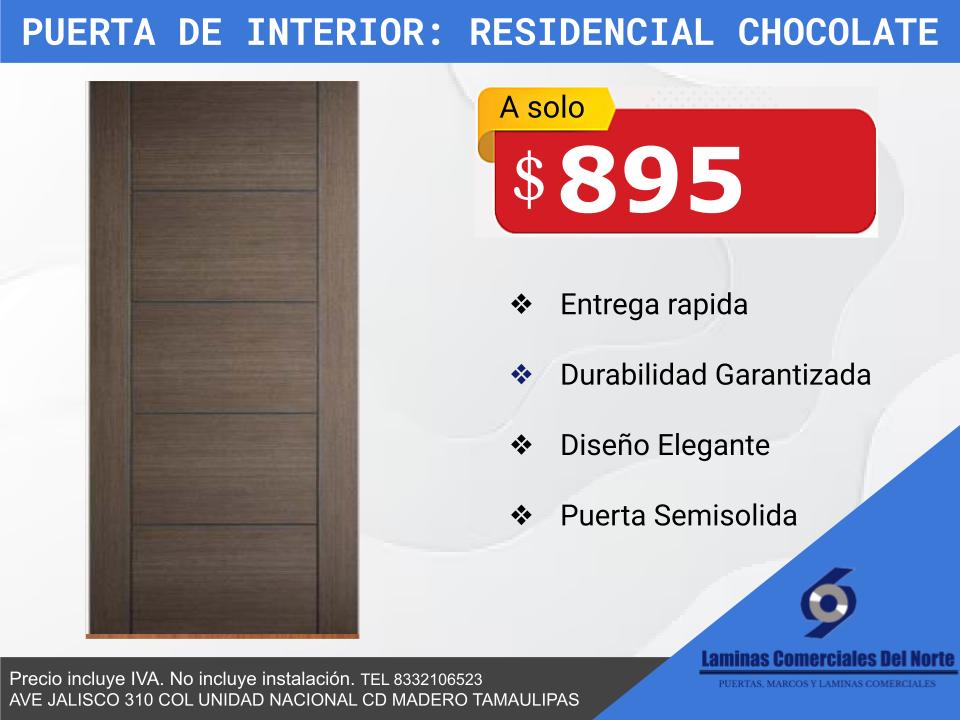 PUERTA DE INTERIOR: RESIDENCIAL CHOCOLATE
A solo
$ 895
❖ Entrega rapida
❖ Durabilidad Garantizada
❖ Diseño Elegante
❖ Puerta Semisolida
Laminas Comerciales Del Norte
PUERTAS, MARCOS Y LAMINAS COMERCIALES
Precio incluye IVA. No incluye instalación. TEL 8332106523
AVE JALISCO 310 COL UNIDAD NACIONAL CD MADERO TAMAULIPAS